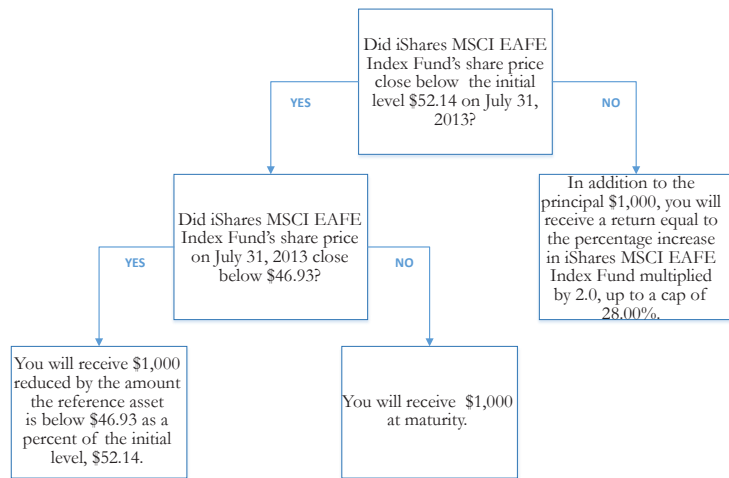 Did iShares MSCI EAFE
Index Fund's share price
close below the initial
level $52.14 on July 31,
2013?
YES
NO
Did iShares MSCI EAFE
Index Fund's share price
on July 31, 2013 close
below $46.93?
In addition to the
principal $1,000, you will
receive a return equal to
the percentage increase
in iShares MSCI EAFE
Index Fund multiplied
by 2.0, up to a cap of
28.00%.
YES
NO
You will receive $1,000
reduced by the amount
the reference asset
is below $46.93 as a
percent of the initial
level, $52.14.
You will receive $1,000
at maturity.